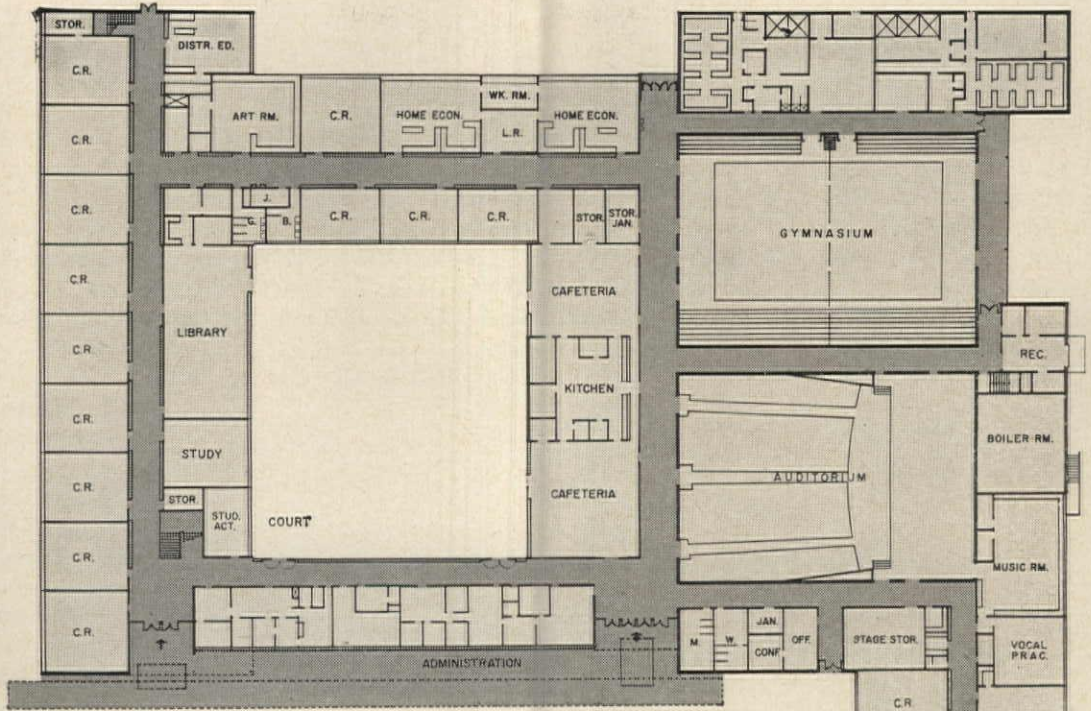 STOR.
DISTR. ED.
C.R.
WK. RM.
ART RM.
C.R.
HOME ECON.
HOME ECON.
L.R.
C.R.
C.R.
J.
G.
B.
C.R.
C.R.
C.R.
STOR.
STOR.
JAN.
GYMNASIUM
C.R.
CAFETERIA
LIBRARY
C.R.
REC.
KITCHEN
C.R.
BOILER RM.
STUDY
C.R.
AUDITORIUM
CAFETERIA
STOR.
STUD.
ACT.
COURT
C.R.
MUSIC RM.
C.R.
M.
W.
JAN.
CONF.
OFF.
STAGE STOR.
VOCAL
PRAC.
ADMINISTRATION
C.R.